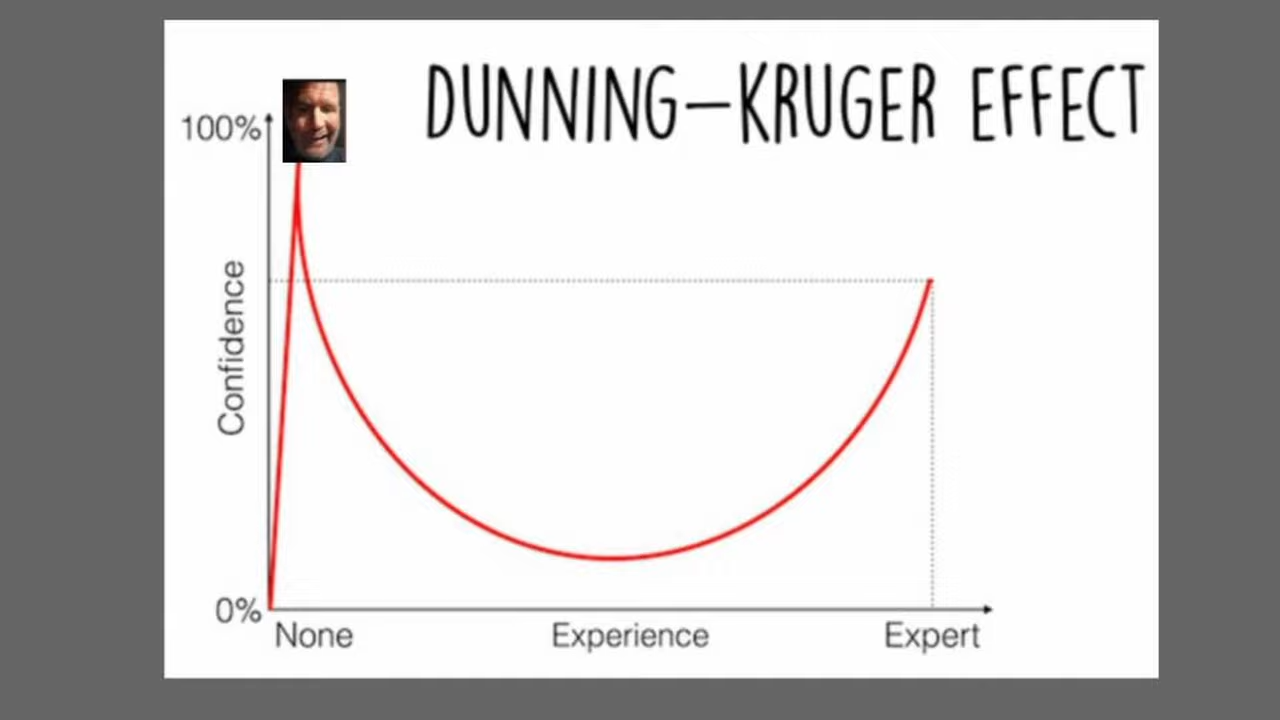 DUNNING–KRUGER EFFECT
100%
Confidence
0%
None
Experience
Expert